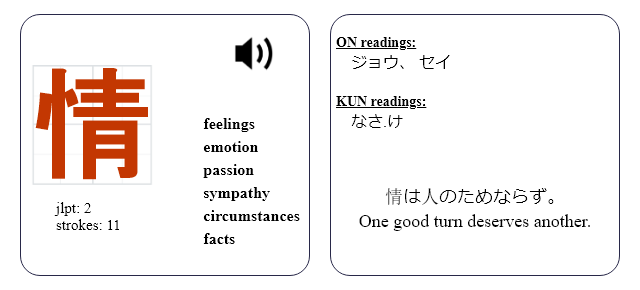 情
jlpt: 2
strokes: 11
feelings
emotion
passion
sympathy
circumstances
facts
ON readings:
ジョウ、 セイ
KUN readings:
なさ.け
情は人のためならず。
One good turn deserves another.